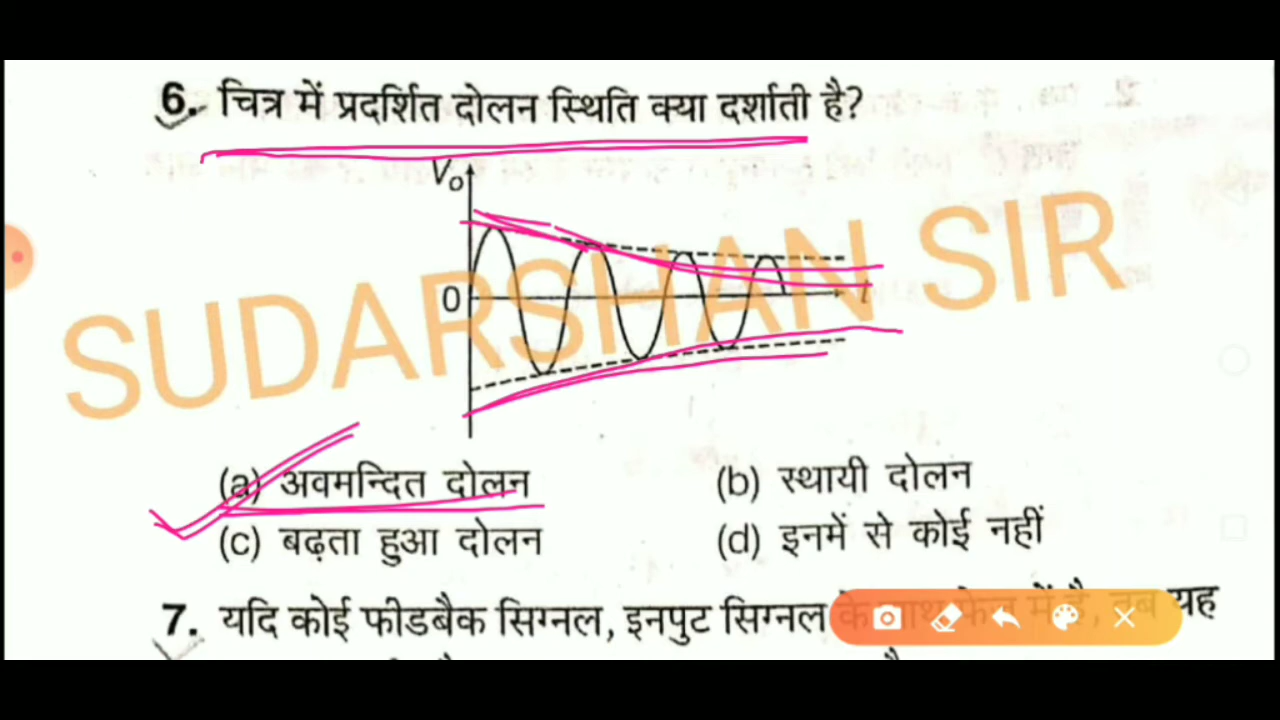 6. चित्र में प्रदर्शित दोलन स्थिति क्या दर्शाती है?
V₀
0
t
SUDARSHAN SIR
(a) अवमन्दित दोलन
(b) स्थायी दोलन
(c) बढ़ता हुआ दोलन
(d) इनमें से कोई नहीं
7. यदि कोई फीडबैक सिग्नल, इनपुट सिग्नल के साथ फेज में है, तब यह